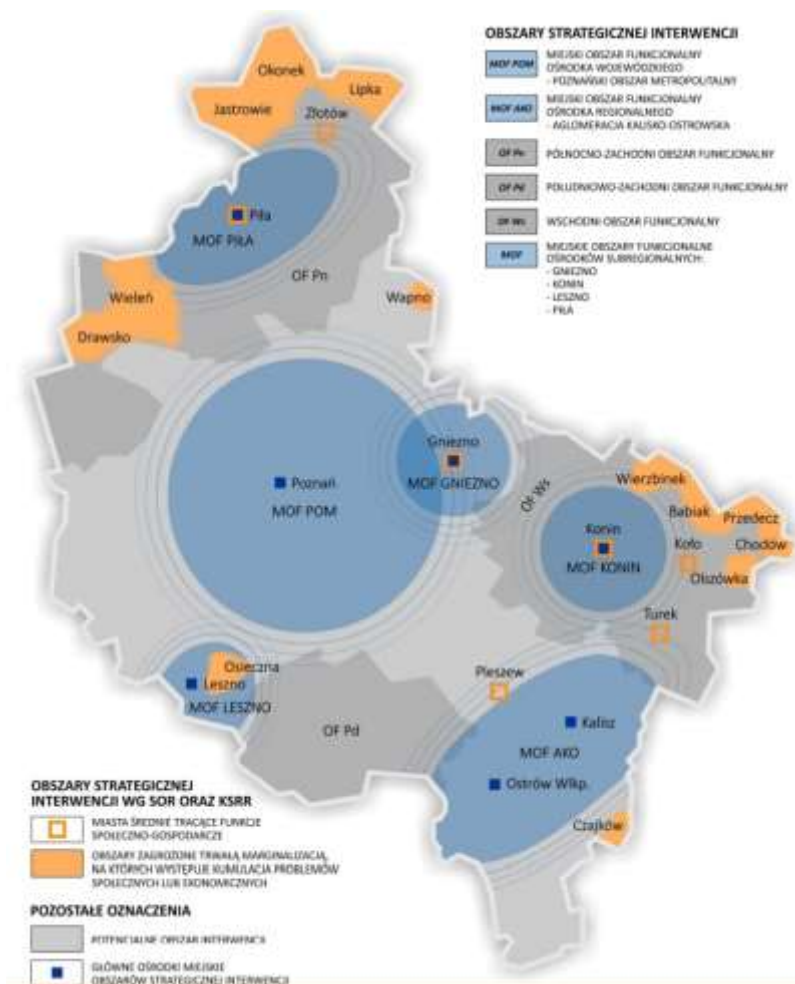 OBSZARY STRATEGICZNEJ INTERWENCJI
MOF POM
MIEJSKI OBSZAR FUNKCJONALNY
OŚRODKA WOJEWÓDZKIEGO
- POZNAŃSKI OBSZAR METROPOLITALNY
MOF AKO
MIEJSKI OBSZAR FUNKCJONALNY
OŚRODKA REGIONALNEGO
- AGLOMERACJA KALISKO-OSTROWSKA
OF Pn
PÓŁNOCNO-ZACHODNI OBSZAR FUNKCJONALNY
OF Pd
POŁUDNIOWO-ZACHODNI OBSZAR FUNKCJONALNY
OF Ws
WSCHODNI OBSZAR FUNKCJONALNY
MOF
MIEJSKIE OBSZARY FUNKCJONALNE
OŚRODKÓW SUBREGIONALNYCH:
- GNIEZNO
- KONIN
- LESZNO
- PIŁA
Okonek
Lipka
Jastrowie
Złotów
Piła
MOF PIŁA
OF Pn
Wieleń
Wapno
Drawsko
Gniezno
MOF GNIEZNO
Poznań
MOF POM
OF Ws
Wierzbinek
Babiak
Przedecz
Konin
Koło
Chodów
MOF KONIN
Olszówka
Turek
Osieczna
Leszno
MOF LESZNO
Pleszew
OF Pd
Kalisz
MOF AKO
Ostrów Wlkp.
Czajków
OBSZARY STRATEGICZNEJ
INTERWENCJI WG SOR ORAZ KSRR
MIASTA ŚREDNIE TRACĄCE FUNKCJE
SPOŁECZNO-GOSPODARCZE
OBSZARY ZAGROŻONE TRWAŁĄ MARGINALIZACJĄ,
NA KTÓRYCH WYSTĘPUJE KUMULACJA PROBLEMÓW
SPOŁECZNYCH LUB EKONOMICZNYCH
POZOSTAŁE OZNACZENIA
POTENCJALNE OBSZARY INTERWENCJI
GŁÓWNE OŚRODKI MIEJSKIE
OBSZARÓW STRATEGICZNEJ INTERWENCJI